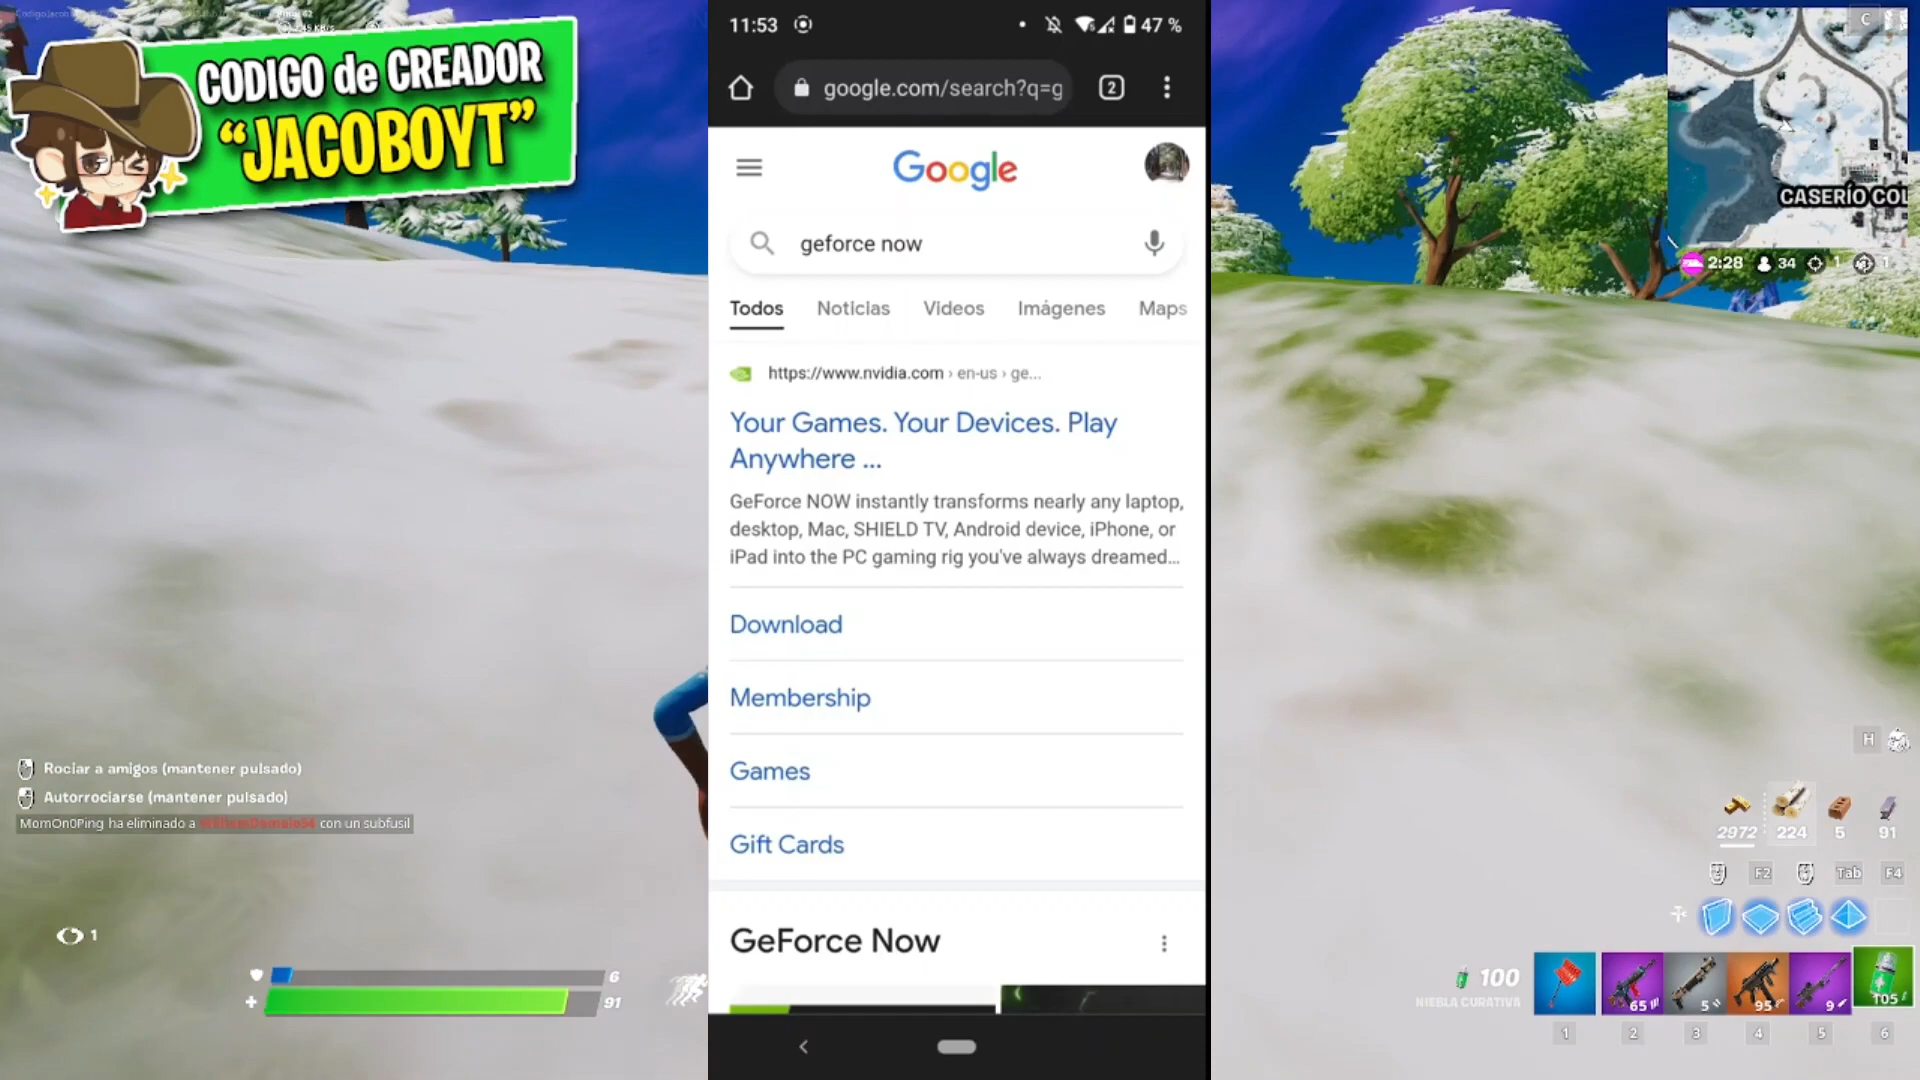 CODIGO de CREADOR
“JACOBOYT”
Rociar a amigos (mantener pulsado)
Autorrociarse (mantener pulsado)
MomOn0Ping ha eliminado a con un subfusil
1
6
91
11:53
47 %
google.com/search?q=g
2
Google
geforce now
Todos Noticias Videos Imágenes Maps
https://www.nvidia.com › en-us › ge...
Your Games. Your Devices. Play
Anywhere ...
GeForce NOW instantly transforms nearly any laptop,
desktop, Mac, SHIELD TV, Android device, iPhone, or
iPad into the PC gaming rig you've always dreamed...
Download
Membership
Games
Gift Cards
GeForce Now
C
CASERÍO COL
2:28 34 1 1
H
2972 224 5 91
F2 Tab F4
100
NIEBLA CURATIVA
65 5 95 9 105
1 2 3 4 5 6